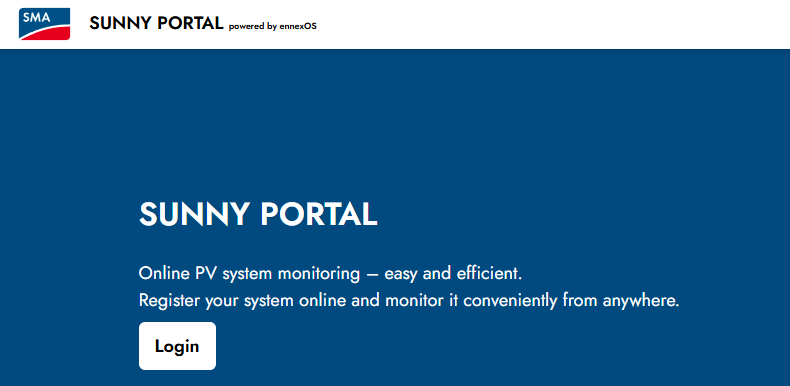 SMA
SUNNY PORTAL powered by ennexOS
SUNNY PORTAL
Online PV system monitoring – easy and efficient.
Register your system online and monitor it conveniently from anywhere.
Login